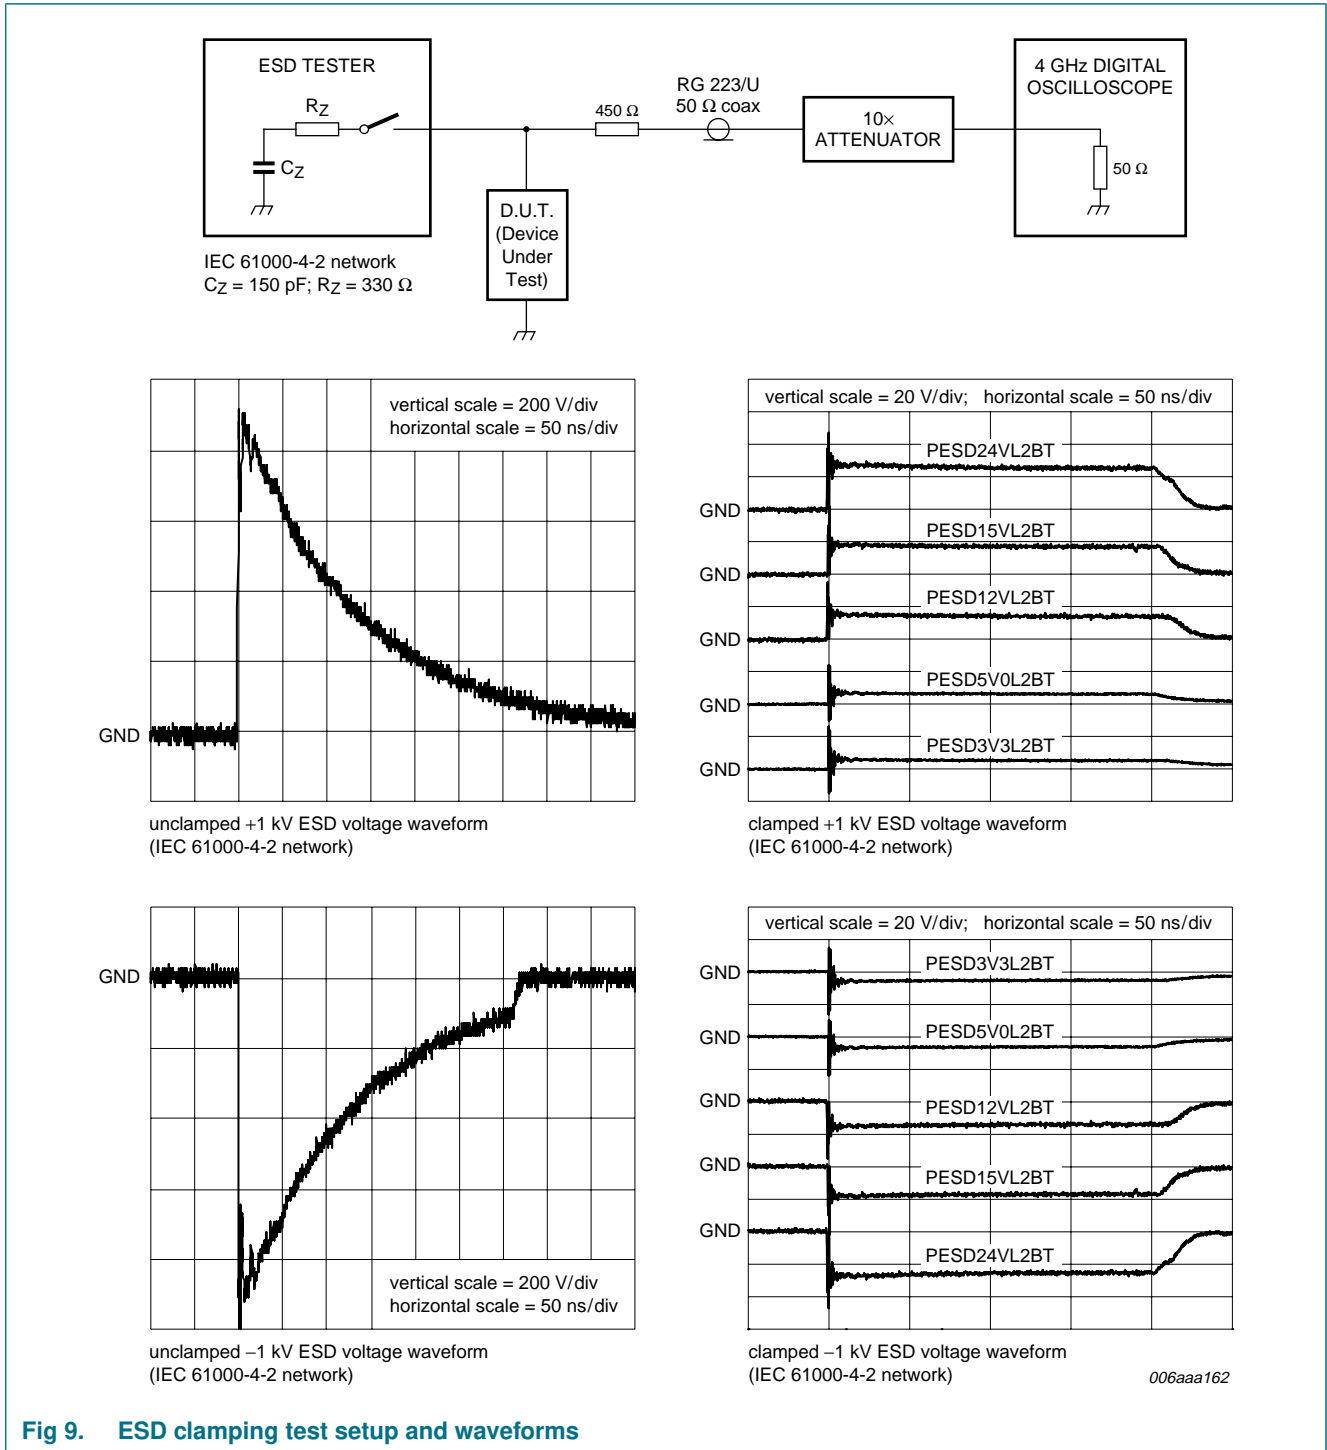 ESD TESTER
RZ
CZ
IEC 61000-4-2 network
CZ = 150 pF; RZ = 330 Ω
D.U.T.
(Device
Under
Test)
450 Ω
RG 223/U
50 Ω coax
10×
ATTENUATOR
4 GHz DIGITAL
OSCILLOSCOPE
50 Ω
vertical scale = 200 V/div
horizontal scale = 50 ns/div
GND
unclamped +1 kV ESD voltage waveform
(IEC 61000-4-2 network)
vertical scale = 20 V/div; horizontal scale = 50 ns/div
PESD24VL2BT
GND
PESD15VL2BT
GND
PESD12VL2BT
GND
PESD5V0L2BT
GND
PESD3V3L2BT
GND
clamped +1 kV ESD voltage waveform
(IEC 61000-4-2 network)
GND
vertical scale = 200 V/div
horizontal scale = 50 ns/div
unclamped −1 kV ESD voltage waveform
(IEC 61000-4-2 network)
vertical scale = 20 V/div; horizontal scale = 50 ns/div
GND
PESD3V3L2BT
GND
PESD5V0L2BT
GND
PESD12VL2BT
GND
PESD15VL2BT
GND
PESD24VL2BT
clamped −1 kV ESD voltage waveform
(IEC 61000-4-2 network)
006aaa162
Fig 9. ESD clamping test setup and waveforms